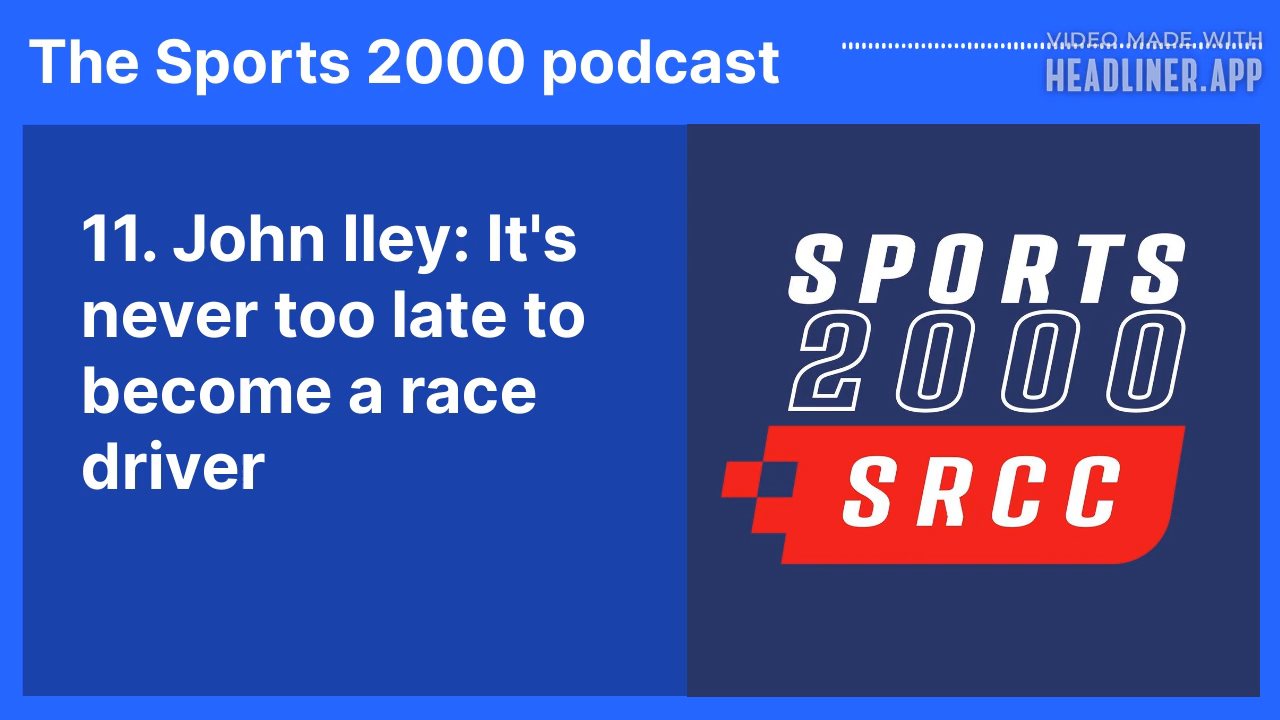 The Sports 2000 podcast
VIDEO MADE WITH
HEADLINER.APP
11. John Iley: It's
never too late to
become a race
driver
SPORTS
2000
SRCC